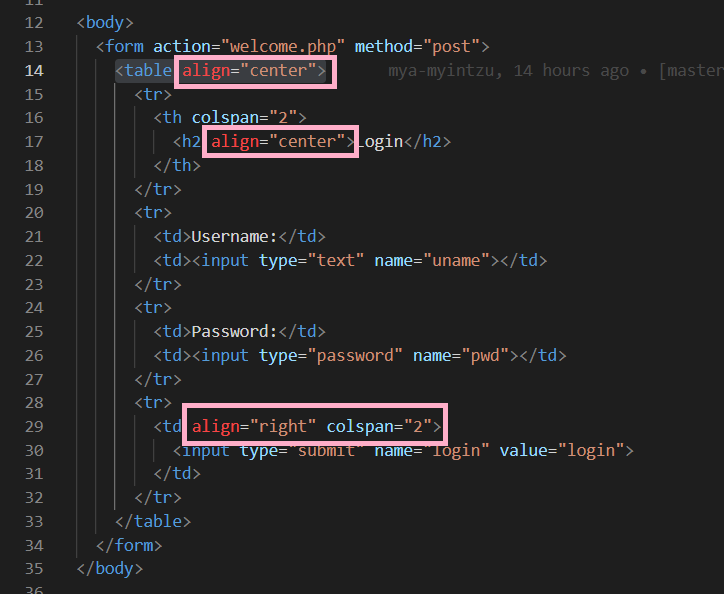 11
12 <body>
13 <form action="welcome.php" method="post">
14 <table align="center"> mya-myintzu, 14 hours ago • [master
15 <tr>
16 <th colspan="2">
17 <h2 align="center">Login</h2>
18 </th>
19 </tr>
20 <tr>
21 <td>Username:</td>
22 <td><input type="text" name="uname"></td>
23 </tr>
24 <tr>
25 <td>Password:</td>
26 <td><input type="password" name="pwd"></td>
27 </tr>
28 <tr>
29 <td align="right" colspan="2">
30 <input type="submit" name="login" value="login">
31 </td>
32 </tr>
33 </table>
34 </form>
35 </body>
36